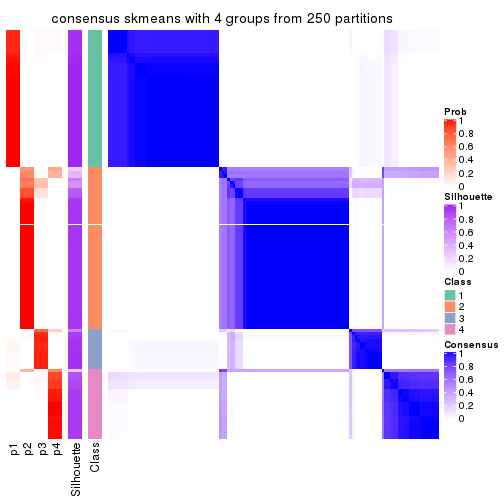 consensus skmeans with 4 groups from 250 partitions
Prob
1
0.8
0.6
0.4
0.2
0
Silhouette
1
0.8
0.6
0.4
0.2
0
Class
1
2
3
4
Consensus
1
0.8
0.6
0.4
0.2
0
p1
p2
p3
p4
Silhouette
Class